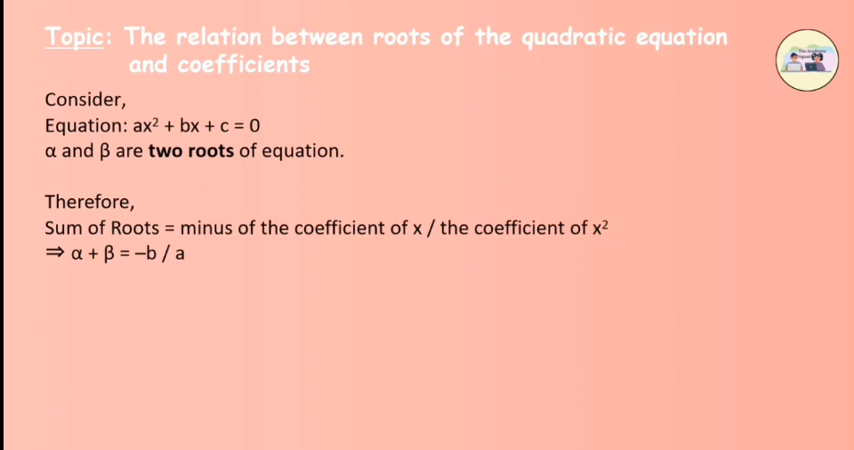 Topic: The relation between roots of the quadratic equation
and coefficients
Consider,
Equation: ax² + bx + c = 0
α and β are two roots of equation.
Therefore,
Sum of Roots = minus of the coefficient of x / the coefficient of x²
⇒ α + β = –b / a